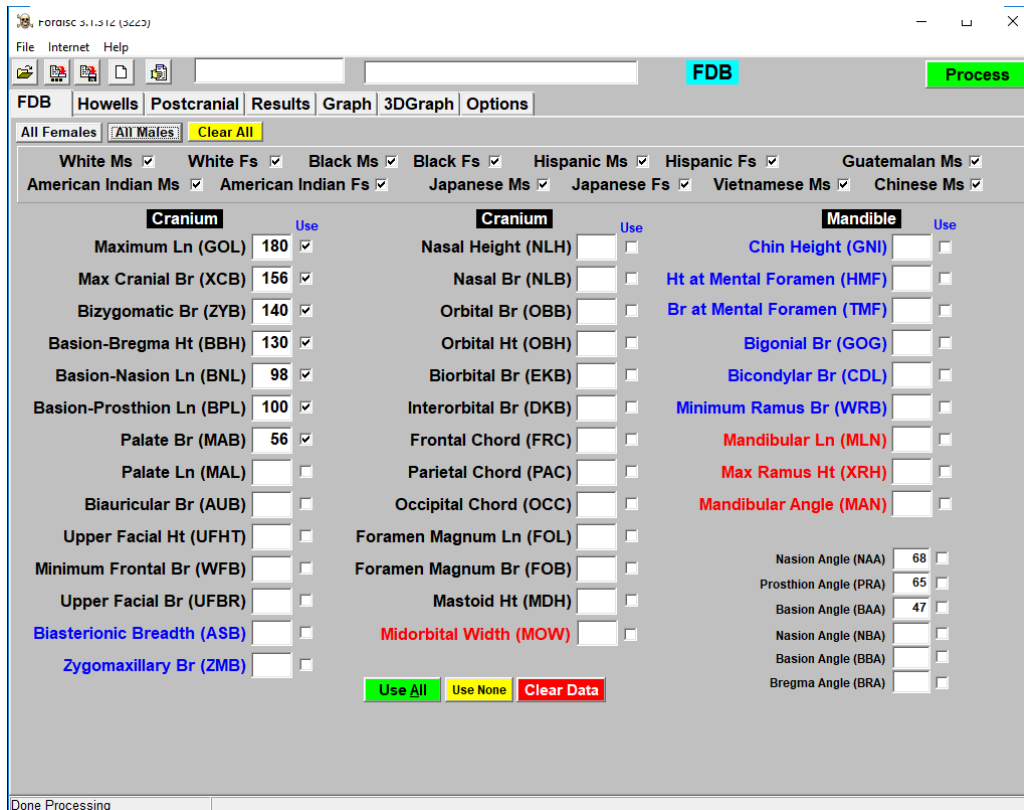 Fordisc 3.1.312 (3225)
File Internet Help
FDB
Process
FDB Howells Postcranial Results Graph 3DGraph Options
All Females All Males Clear All
White Ms White Fs Black Ms Black Fs Hispanic Ms Hispanic Fs Guatemalan Ms
American Indian Ms American Indian Fs Japanese Ms Japanese Fs Vietnamese Ms Chinese Ms
Cranium
Use
Maximum Ln (GOL) 180
Max Cranial Br (XCB) 156
Bizygomatic Br (ZYB) 140
Basion-Bregma Ht (BBH) 130
Basion-Nasion Ln (BNL) 98
Basion-Prosthion Ln (BPL) 100
Palate Br (MAB) 56
Palate Ln (MAL)
Biauricular Br (AUB)
Upper Facial Ht (UFHT)
Minimum Frontal Br (WFB)
Upper Facial Br (UFBR)
Biasterionic Breadth (ASB)
Zygomaxillary Br (ZMB)
Cranium
Use
Nasal Height (NLH)
Nasal Br (NLB)
Orbital Br (OBB)
Orbital Ht (OBH)
Biorbital Br (EKB)
Interorbital Br (DKB)
Frontal Chord (FRC)
Parietal Chord (PAC)
Occipital Chord (OCC)
Foramen Magnum Ln (FOL)
Foramen Magnum Br (FOB)
Mastoid Ht (MDH)
Midorbital Width (MOW)
Use All Use None Clear Data
Mandible
Use
Chin Height (GNI)
Ht at Mental Foramen (HMF)
Br at Mental Foramen (TMF)
Bigonial Br (GOG)
Bicondylar Br (CDL)
Minimum Ramus Br (WRB)
Mandibular Ln (MLN)
Max Ramus Ht (XRH)
Mandibular Angle (MAN)
Nasion Angle (NAA) 68
Prosthion Angle (PRA) 65
Basion Angle (BAA) 47
Nasion Angle (NBA)
Basion Angle (BBA)
Bregma Angle (BRA)
Done Processing